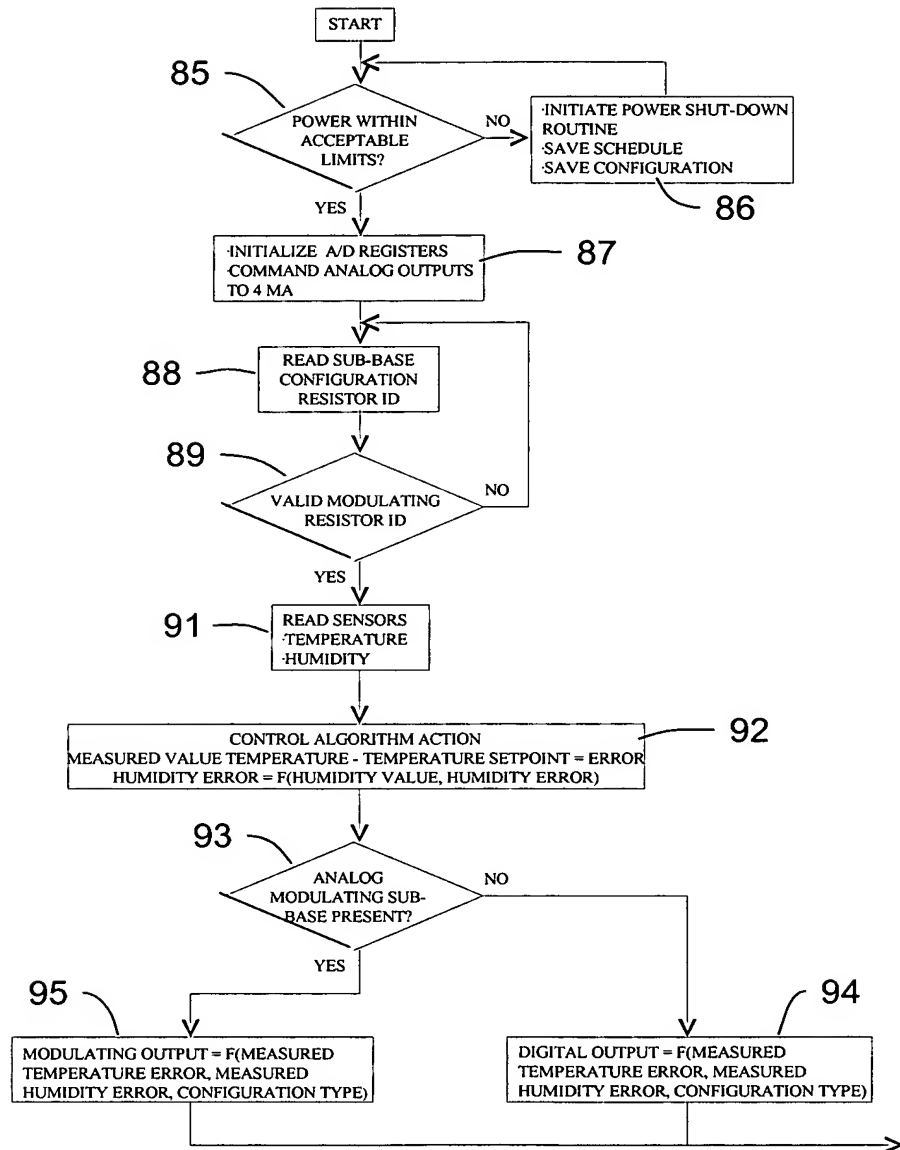 START
85
POWER WITHIN
ACCEPTABLE
LIMITS?
NO
·INITIATE POWER SHUT-DOWN
ROUTINE
·SAVE SCHEDULE
·SAVE CONFIGURATION
86
YES
·INITIALIZE A/D REGISTERS
·COMMAND ANALOG OUTPUTS
TO 4 MA
87
88
READ SUB-BASE
CONFIGURATION
RESISTOR ID
89
VALID MODULATING
RESISTOR ID
NO
YES
91
READ SENSORS
·TEMPERATURE
·HUMIDITY
92
CONTROL ALGORITHM ACTION
MEASURED VALUE TEMPERATURE - TEMPERATURE SETPOINT = ERROR
HUMIDITY ERROR = F(HUMIDITY VALUE, HUMIDITY ERROR)
93
ANALOG
MODULATING SUB-
BASE PRESENT?
NO
YES
95
MODULATING OUTPUT = F(MEASURED
TEMPERATURE ERROR, MEASURED
HUMIDITY ERROR, CONFIGURATION TYPE)
94
DIGITAL OUTPUT = F(MEASURED
TEMPERATURE ERROR, MEASURED
HUMIDITY ERROR, CONFIGURATION TYPE)